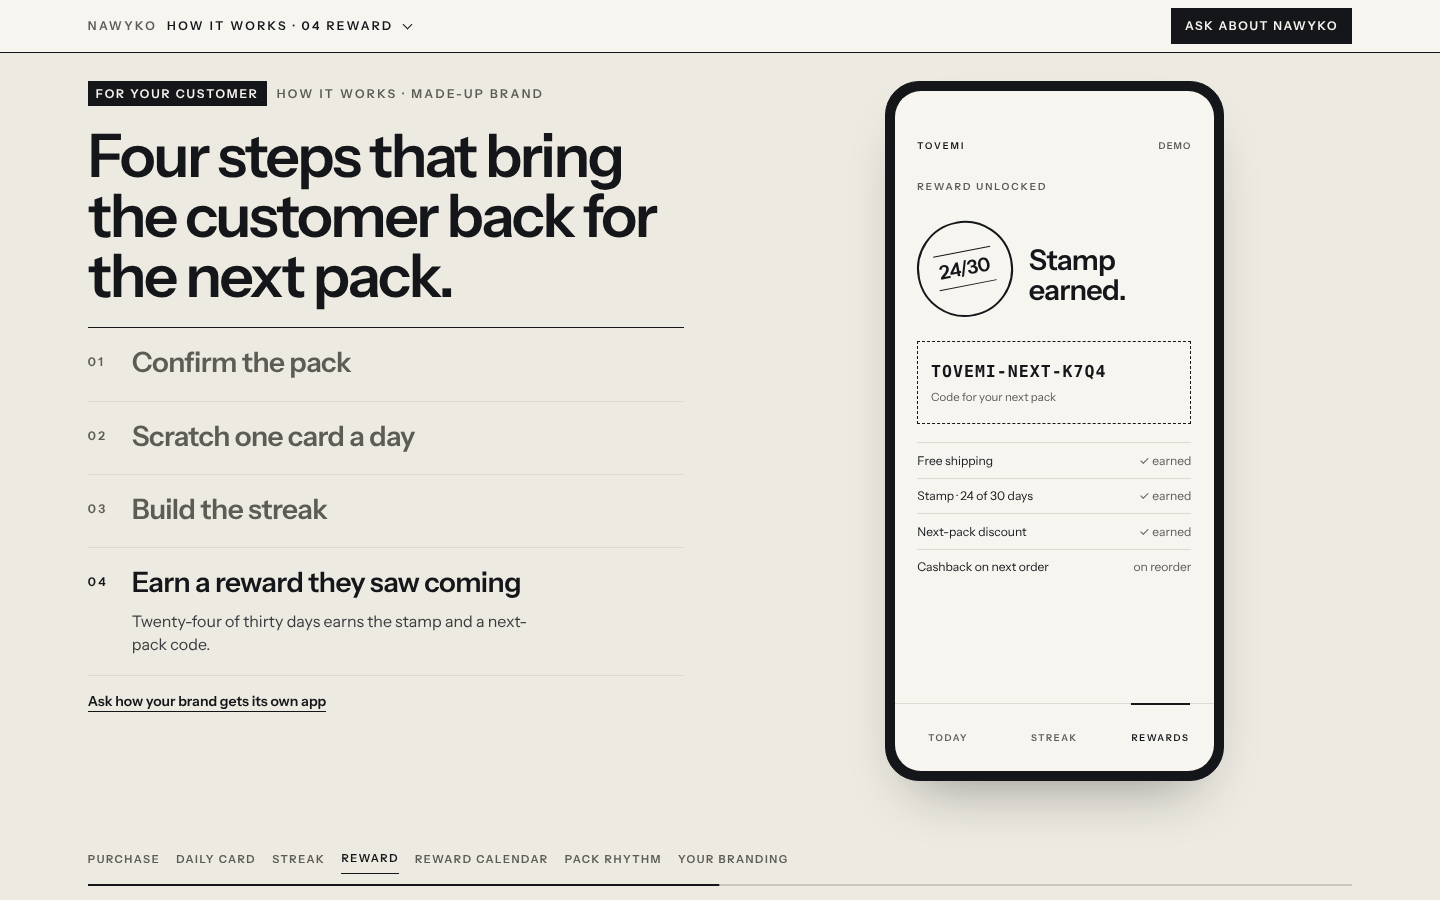 NAWYKO HOW IT WORKS · 04 REWARD
ASK ABOUT NAWYKO
FOR YOUR CUSTOMER HOW IT WORKS · MADE-UP BRAND
Four steps that bring
the customer back for
the next pack.
01 Confirm the pack
02 Scratch one card a day
03 Build the streak
04 Earn a reward they saw coming
Twenty-four of thirty days earns the stamp and a next-
pack code.
Ask how your brand gets its own app
TOVEMI DEMO
REWARD UNLOCKED
24/30
Stamp
earned.
TOVEMI-NEXT-K7Q4
Code for your next pack
Free shipping ✓ earned
Stamp · 24 of 30 days ✓ earned
Next-pack discount ✓ earned
Cashback on next order on reorder
TODAY STREAK REWARDS
PURCHASE DAILY CARD STREAK REWARD REWARD CALENDAR PACK RHYTHM YOUR BRANDING